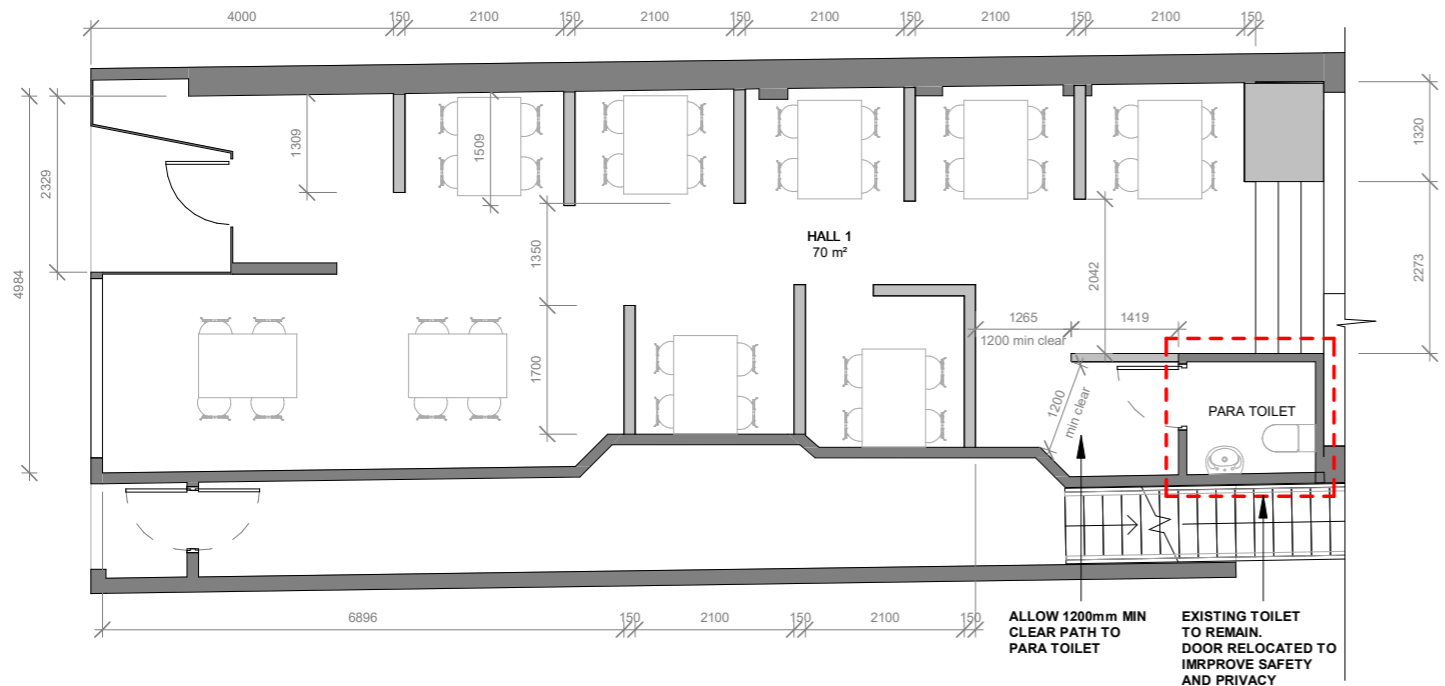 4000 150 2100 150 2100 150 2100 150 2100 150 2100 150
1309
1509
1320
2329
4984
HALL 1
70 m²
1350
2042
2273
1265
1419
1200 min clear
1700
1200
min clear
PARA TOILET
6896 150 2100 150 2100 150
ALLOW 1200mm MIN
CLEAR PATH TO
PARA TOILET
EXISTING TOILET
TO REMAIN.
DOOR RELOCATED TO
IMRPROVE SAFETY
AND PRIVACY